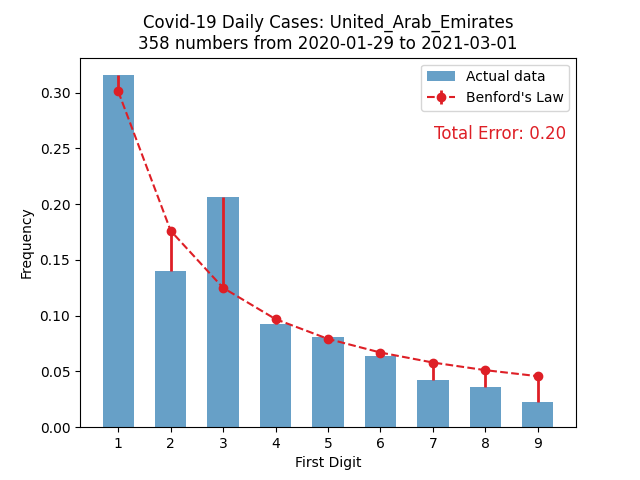 Covid-19 Daily Cases: United_Arab_Emirates
358 numbers from 2020-01-29 to 2021-03-01
Actual data
Benford's Law
Total Error: 0.20
Frequency
0.30
0.25
0.20
0.15
0.10
0.05
0.00
1 2 3 4 5 6 7 8 9
First Digit